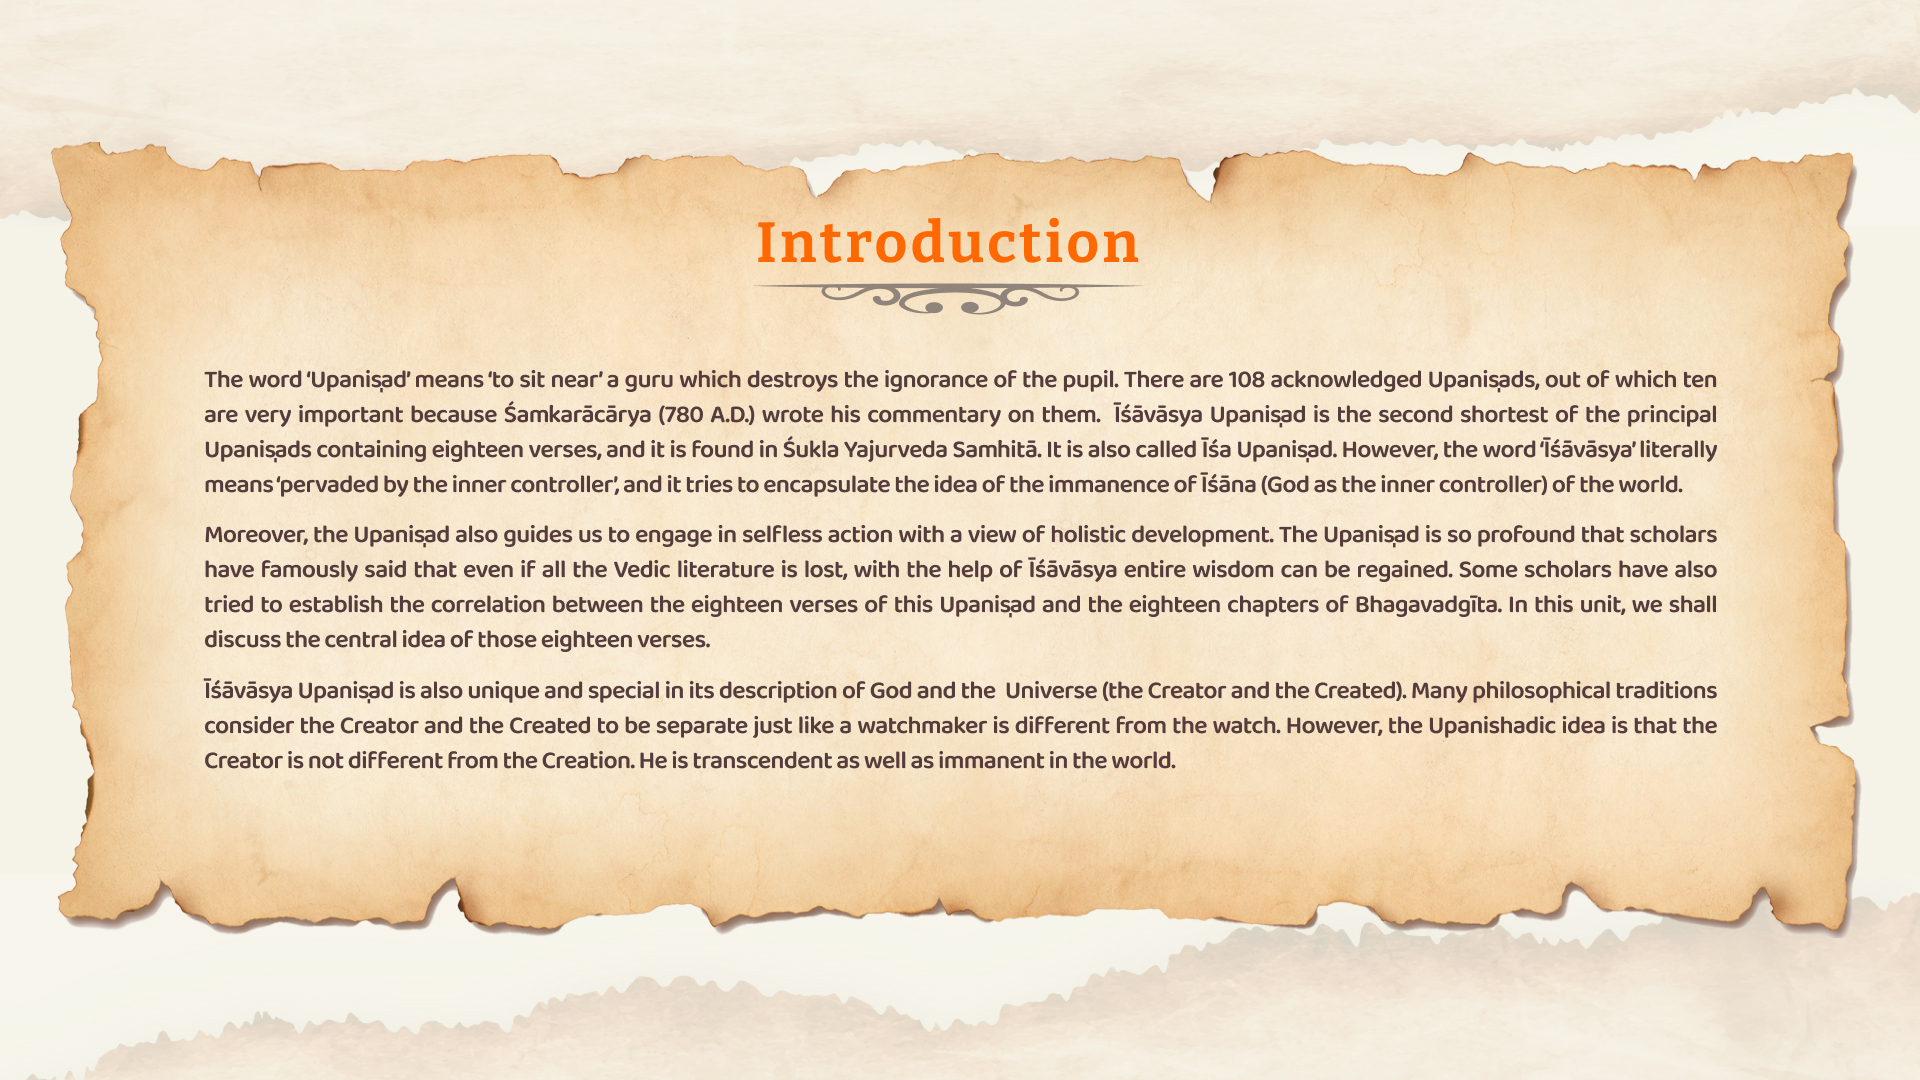 Introduction
The word ‘Upaniṣad’ means ‘to sit near’ a guru which destroys the ignorance of the pupil. There are 108 acknowledged Upaniṣads, out of which ten
are very important because Śamkarācārya (780 A.D.) wrote his commentary on them.  Īśāvāsya Upaniṣad is the second shortest of the principal
Upaniṣads containing eighteen verses, and it is found in Śukla Yajurveda Samhitā. It is also called Īśa Upaniṣad. However, the word ‘Īśāvāsya’ literally
means ‘pervaded by the inner controller’, and it tries to encapsulate the idea of the immanence of Īśāna (God as the inner controller) of the world.
Moreover, the Upaniṣad also guides us to engage in selfless action with a view of holistic development. The Upaniṣad is so profound that scholars
have famously said that even if all the Vedic literature is lost, with the help of Īśāvāsya entire wisdom can be regained. Some scholars have also
tried to establish the correlation between the eighteen verses of this Upaniṣad and the eighteen chapters of Bhagavadgīta. In this unit, we shall
discuss the central idea of those eighteen verses.
Īśāvāsya Upaniṣad is also unique and special in its description of God and the  Universe (the Creator and the Created). Many philosophical traditions
consider the Creator and the Created to be separate just like a watchmaker is different from the watch. However, the Upanishadic idea is that the
Creator is not different from the Creation. He is transcendent as well as immanent in the world.